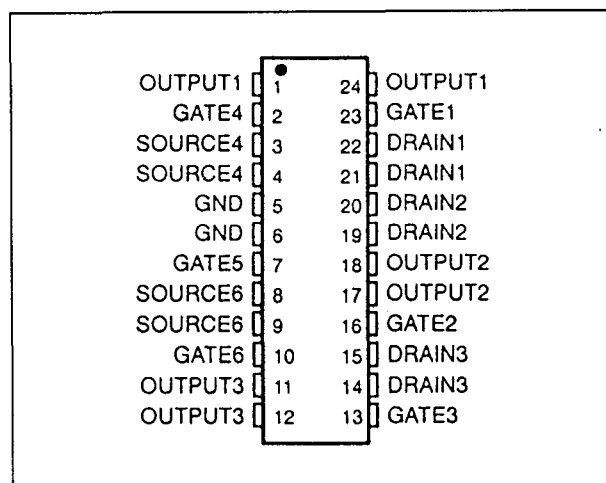 OUTPUT1 1 24 OUTPUT1
GATE4 2 23 GATE1
SOURCE4 3 22 DRAIN1
SOURCE4 4 21 DRAIN1
GND 5 20 DRAIN2
GND 6 19 DRAIN2
GATE5 7 18 OUTPUT2
SOURCE6 8 17 OUTPUT2
SOURCE6 9 16 GATE2
GATE6 10 15 DRAIN3
OUTPUT3 11 14 DRAIN3
OUTPUT3 12 13 GATE3